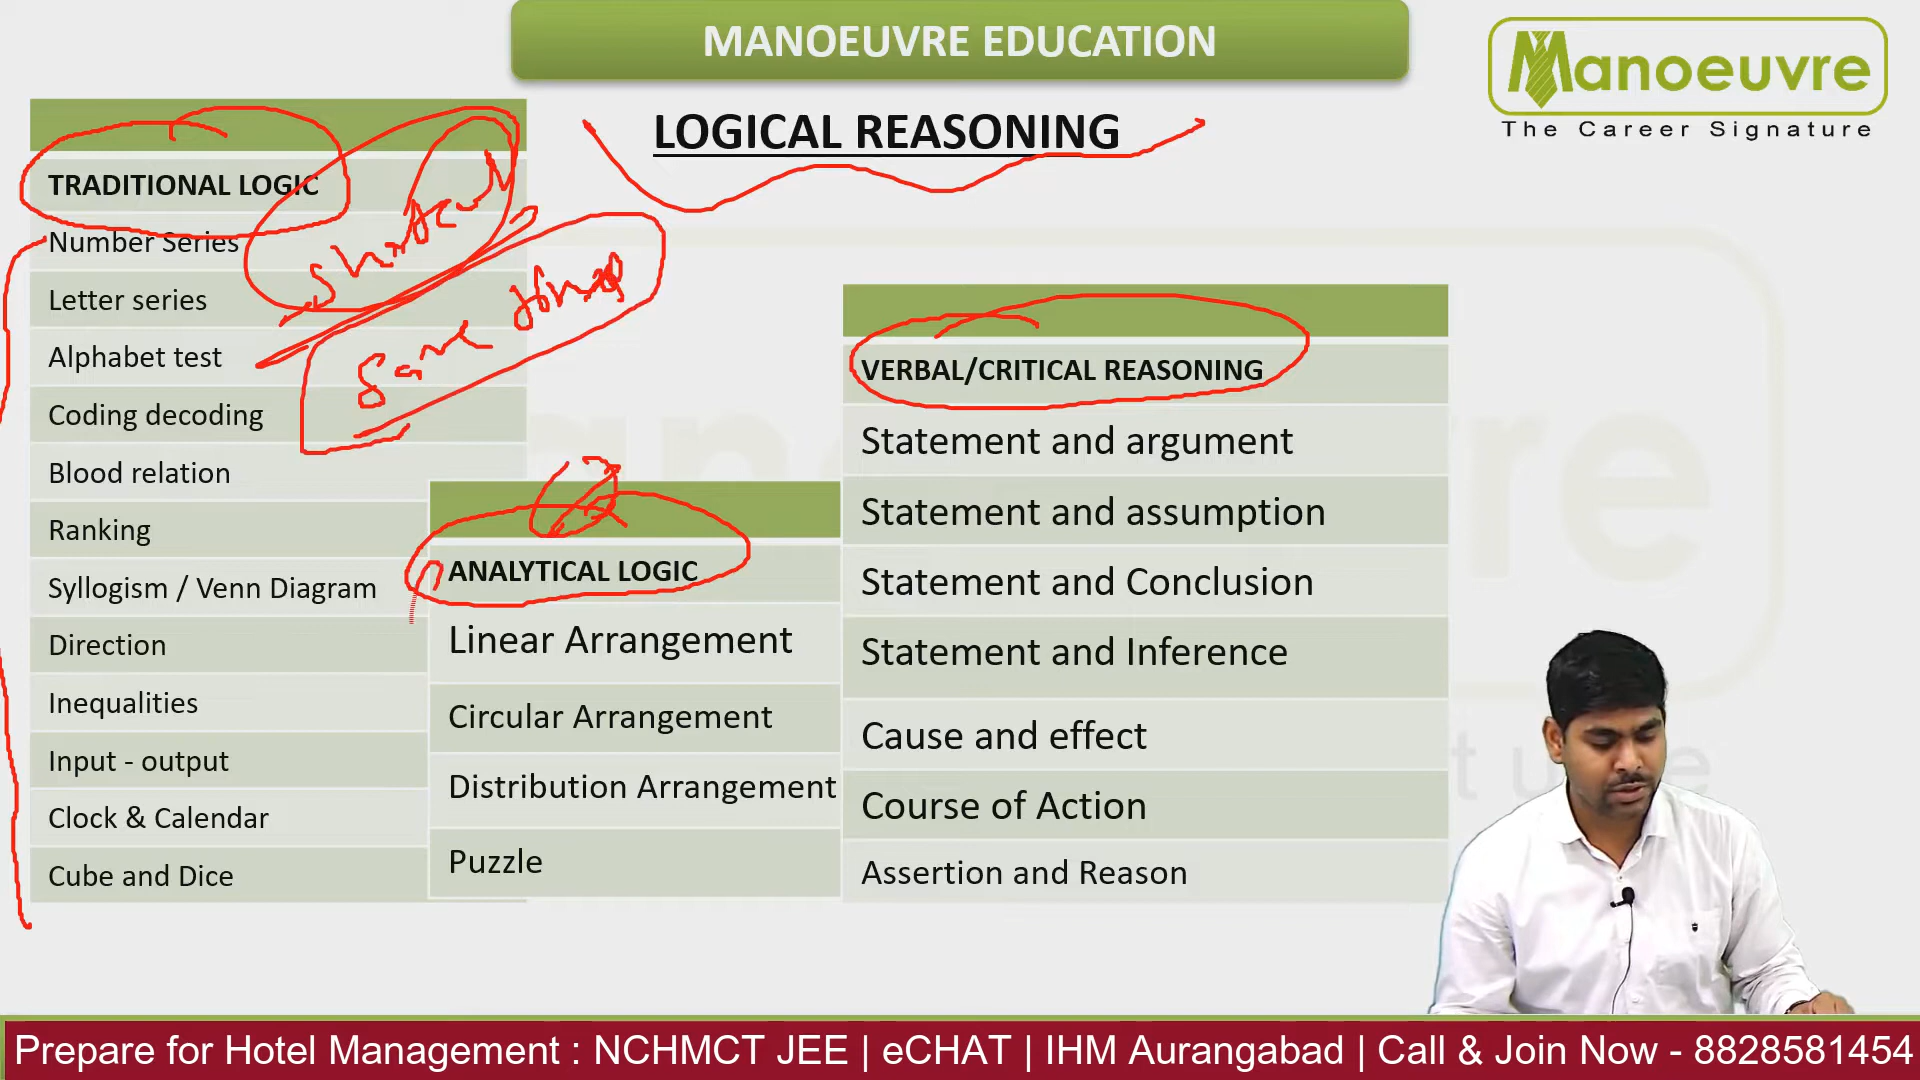 MANOEUVRE EDUCATION
Manoeuvre
The Career Signature
LOGICAL REASONING
TRADITIONAL LOGIC
Number Series
Letter series
Alphabet test
Coding decoding
Blood relation
Ranking
Syllogism / Venn Diagram
Direction
Inequalities
Input - output
Clock & Calendar
Cube and Dice
ANALYTICAL LOGIC
Linear Arrangement
Circular Arrangement
Distribution Arrangement
Puzzle
VERBAL/CRITICAL REASONING
Statement and argument
Statement and assumption
Statement and Conclusion
Statement and Inference
Cause and effect
Course of Action
Assertion and Reason
Prepare for Hotel Management : NCHMCT JEE | eCHAT | IHM Aurangabad | Call & Join Now - 8828581454